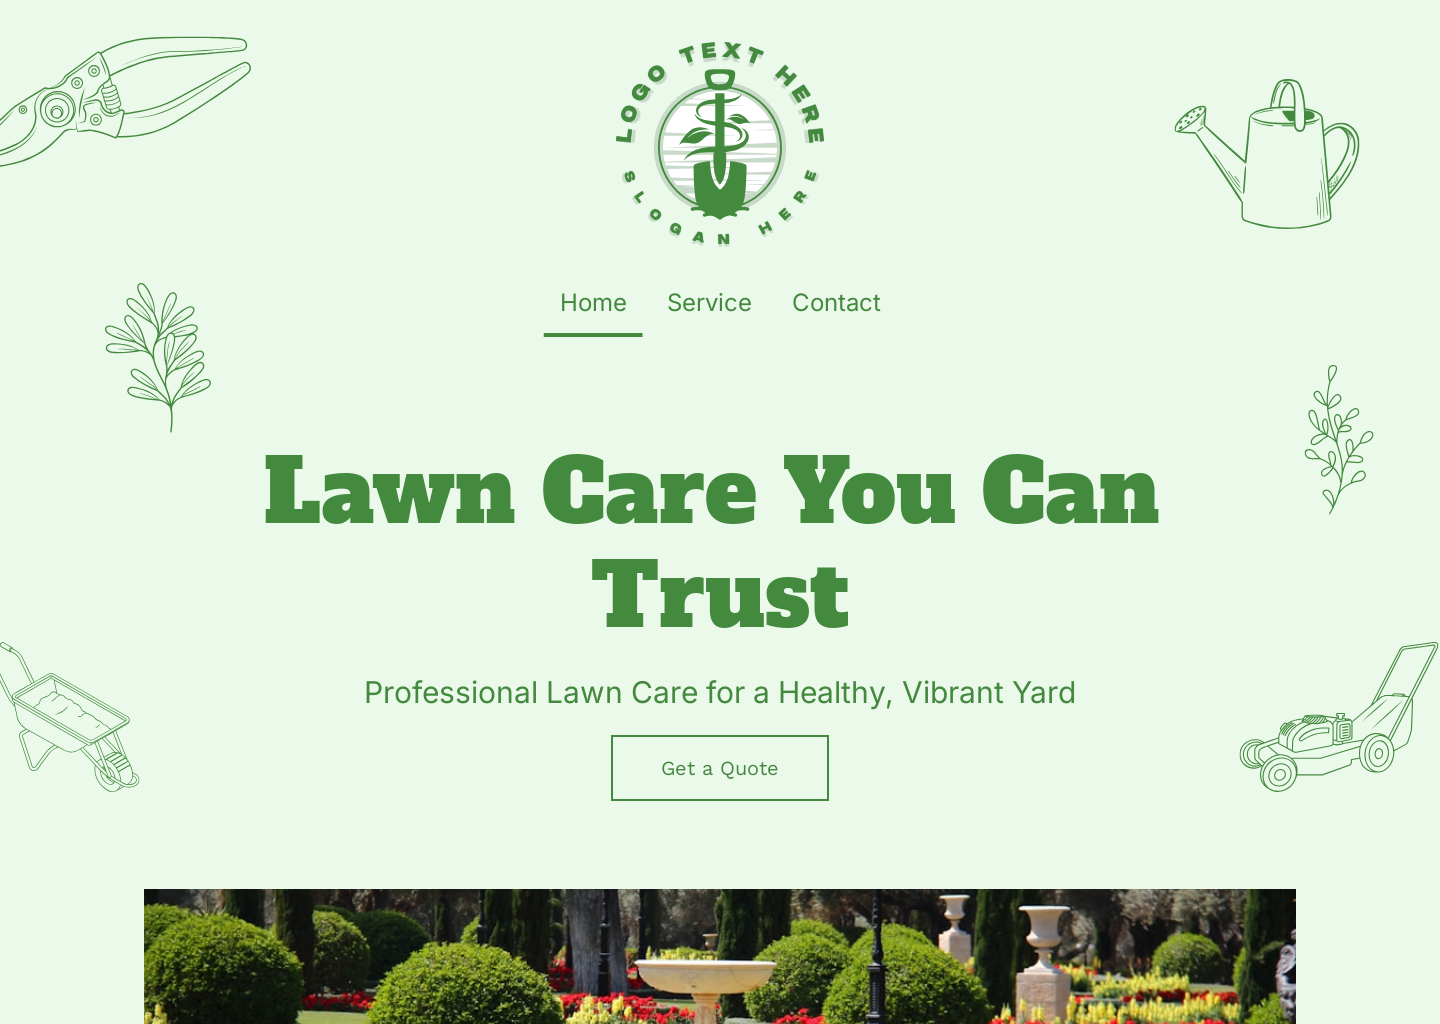 LOGO TEXT HERE
SLOGAN HERE
Home Service Contact
Lawn Care You Can
Trust
Professional Lawn Care for a Healthy, Vibrant Yard
Get a Quote